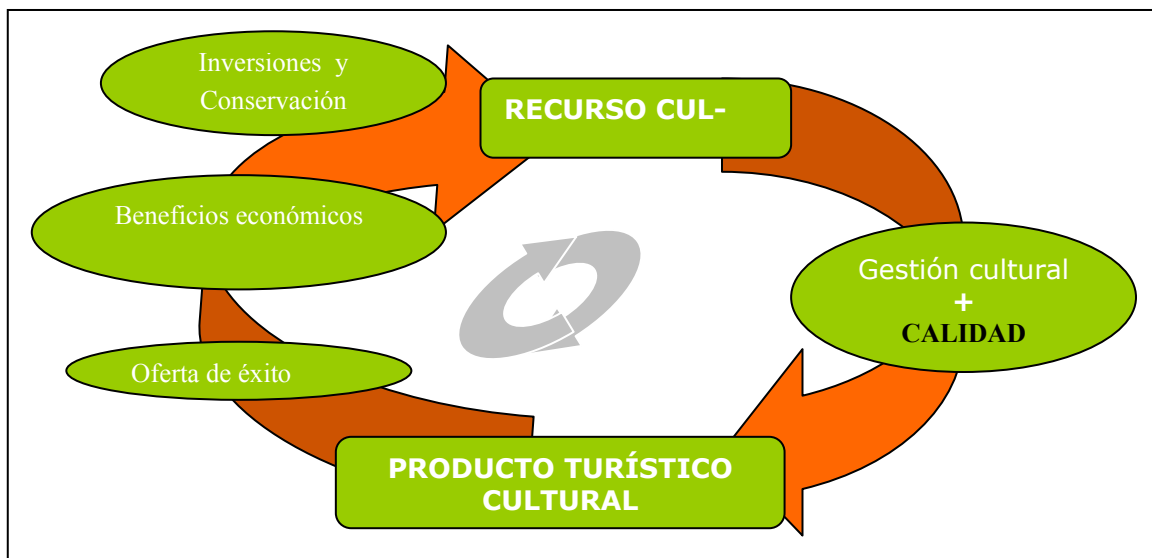 Inversiones y
Conservación
RECURSO CUL-
Beneficios económicos
Gestión cultural
+
CALIDAD
Oferta de éxito
PRODUCTO TURÍSTICO
CULTURAL